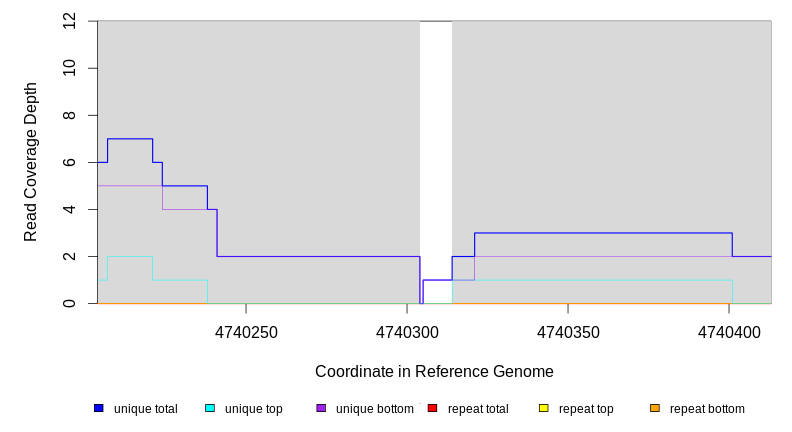 12
10
8
6
4
2
0
Read Coverage Depth
4740250 4740300 4740350 4740400
Coordinate in Reference Genome
unique total unique top unique bottom repeat total repeat top repeat bottom